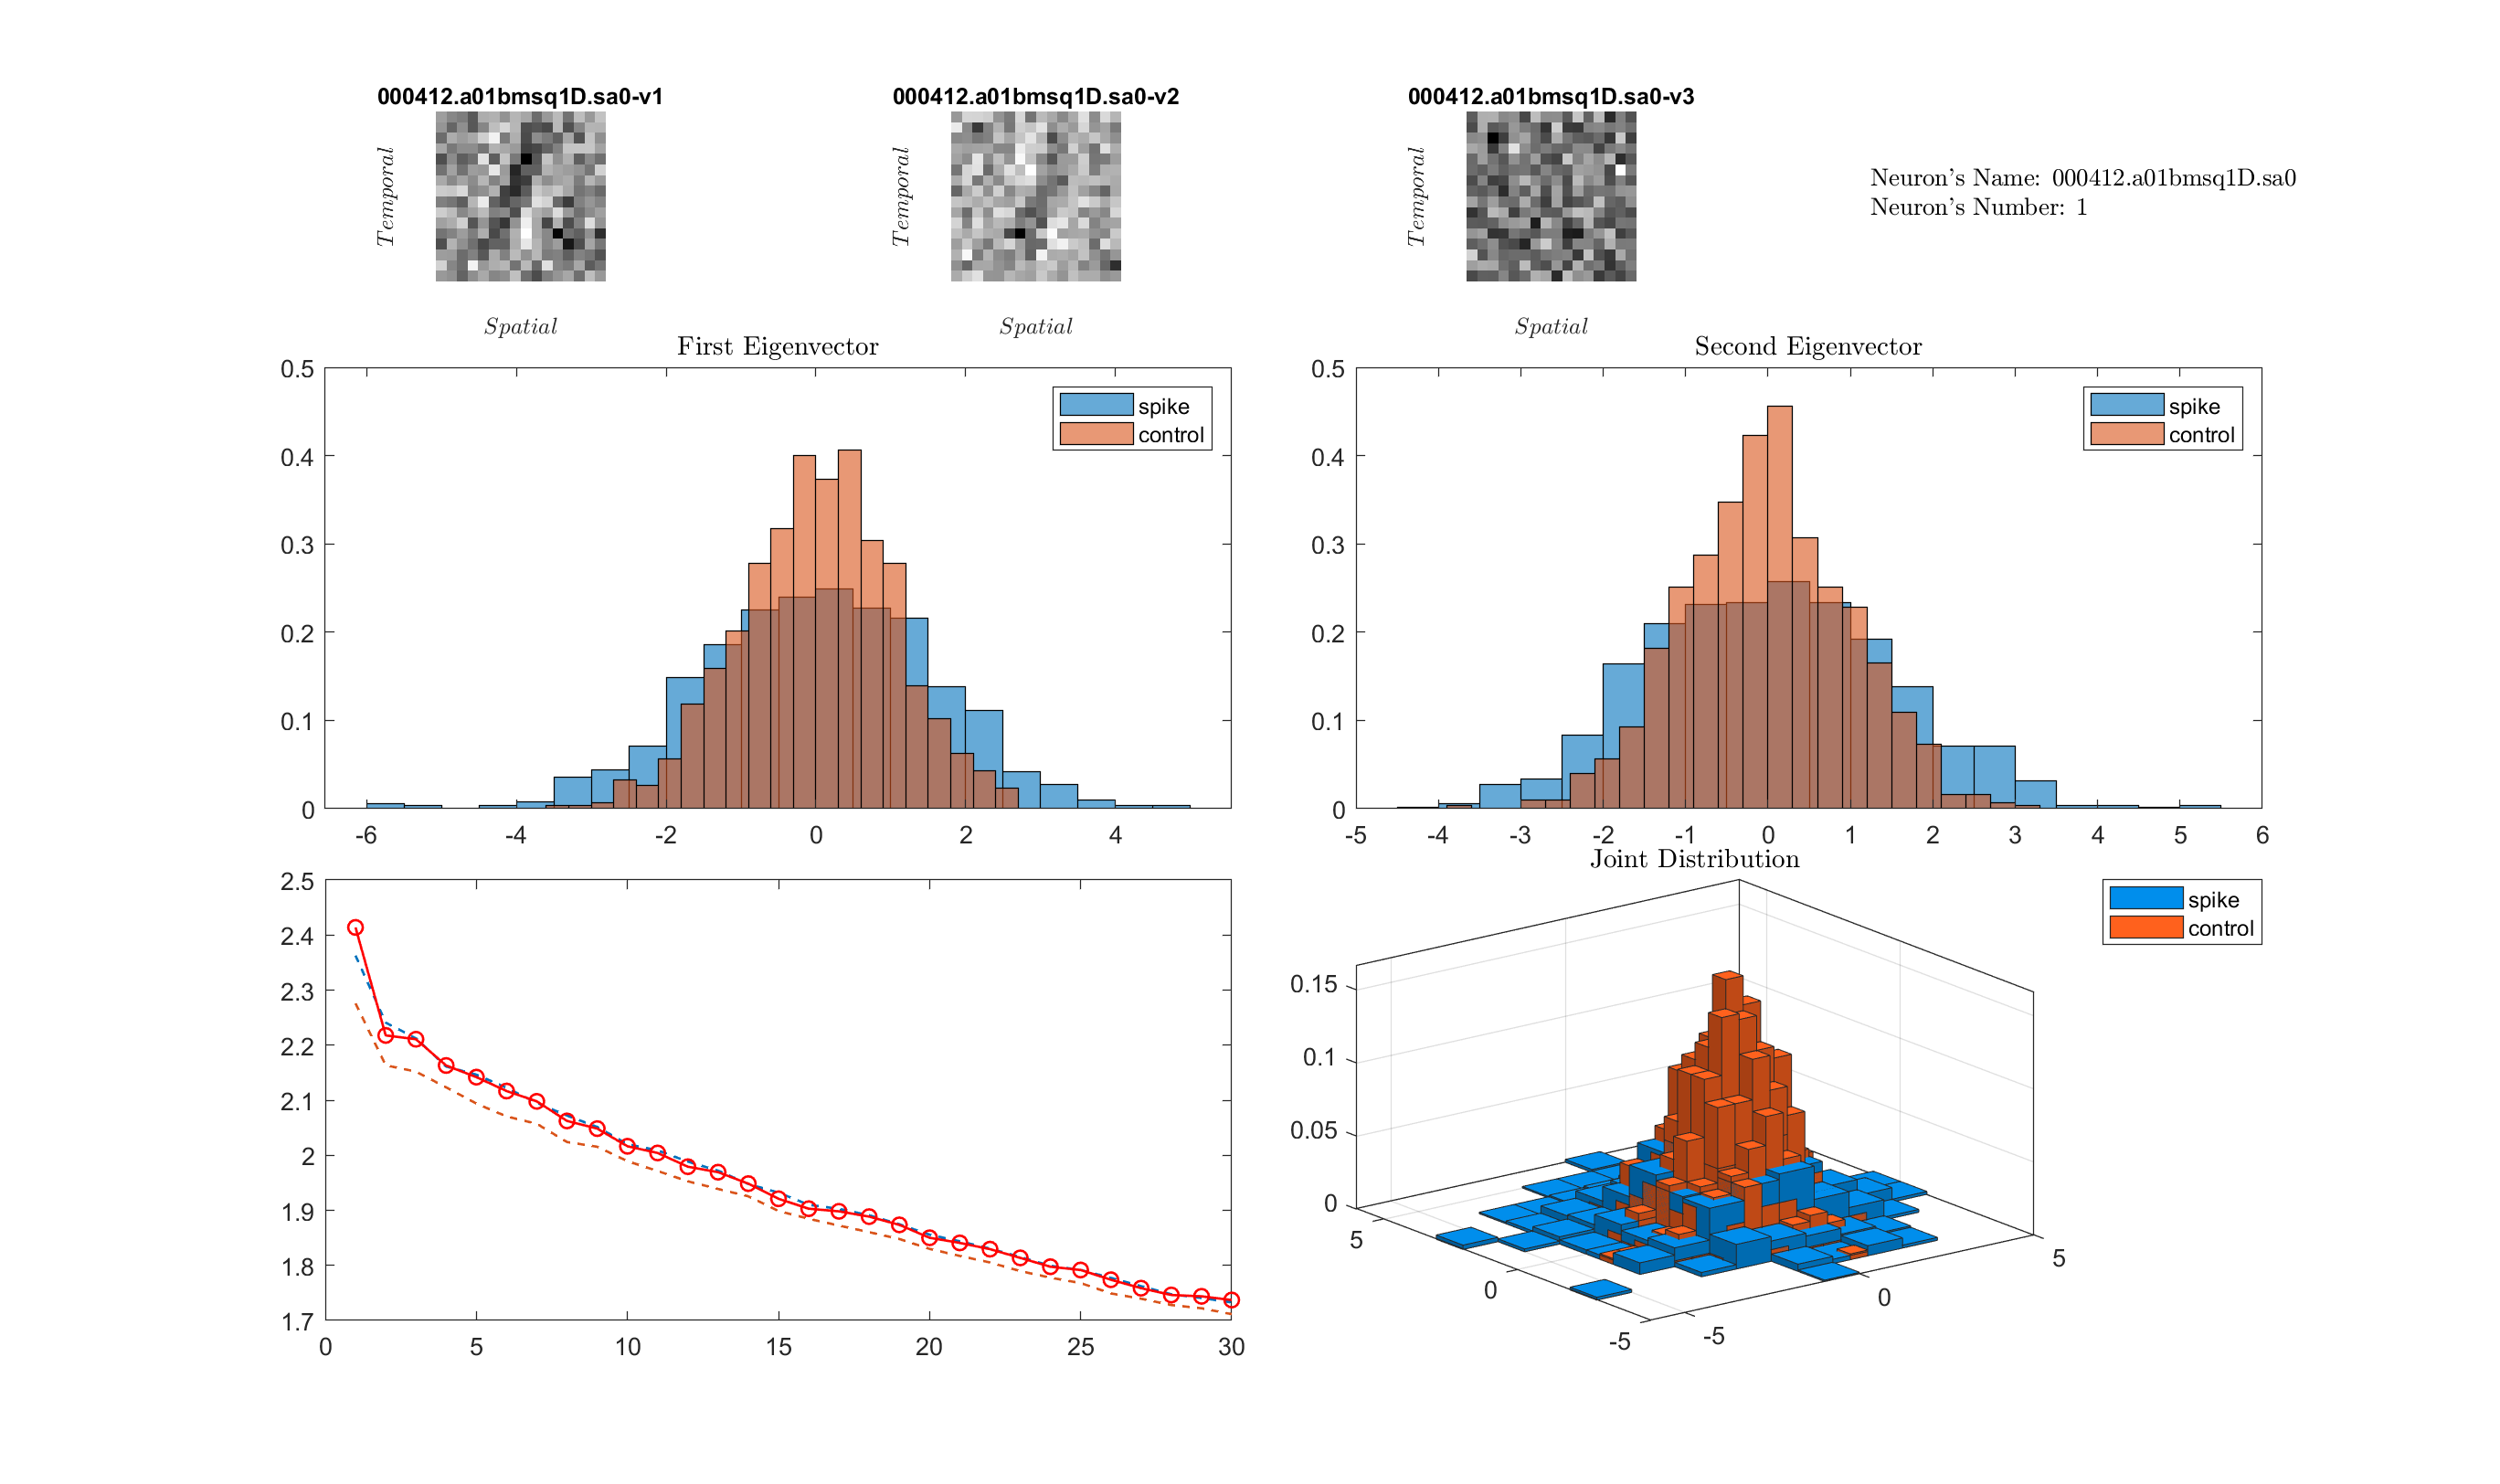 000412.a01bmsq1D.sa0-v1
000412.a01bmsq1D.sa0-v2
000412.a01bmsq1D.sa0-v3
Temporal
Temporal
Temporal
Neuron's Name: 000412.a01bmsq1D.sa0
Neuron's Number: 1
Spatial
Spatial
Spatial
First Eigenvector
0.5
0.4
0.3
0.2
0.1
0
spike
control
-6 -4 -2 0 2 4
Second Eigenvector
0.5
0.4
0.3
0.2
0.1
0
spike
control
-5 -4 -3 -2 -1 0 1 2 3 4 5 6
2.5
2.4
2.3
2.2
2.1
2
1.9
1.8
1.7
0 5 10 15 20 25 30
Joint Distribution
spike
control
0.15
0.1
0.05
0
5
0
-5
-5
0
5